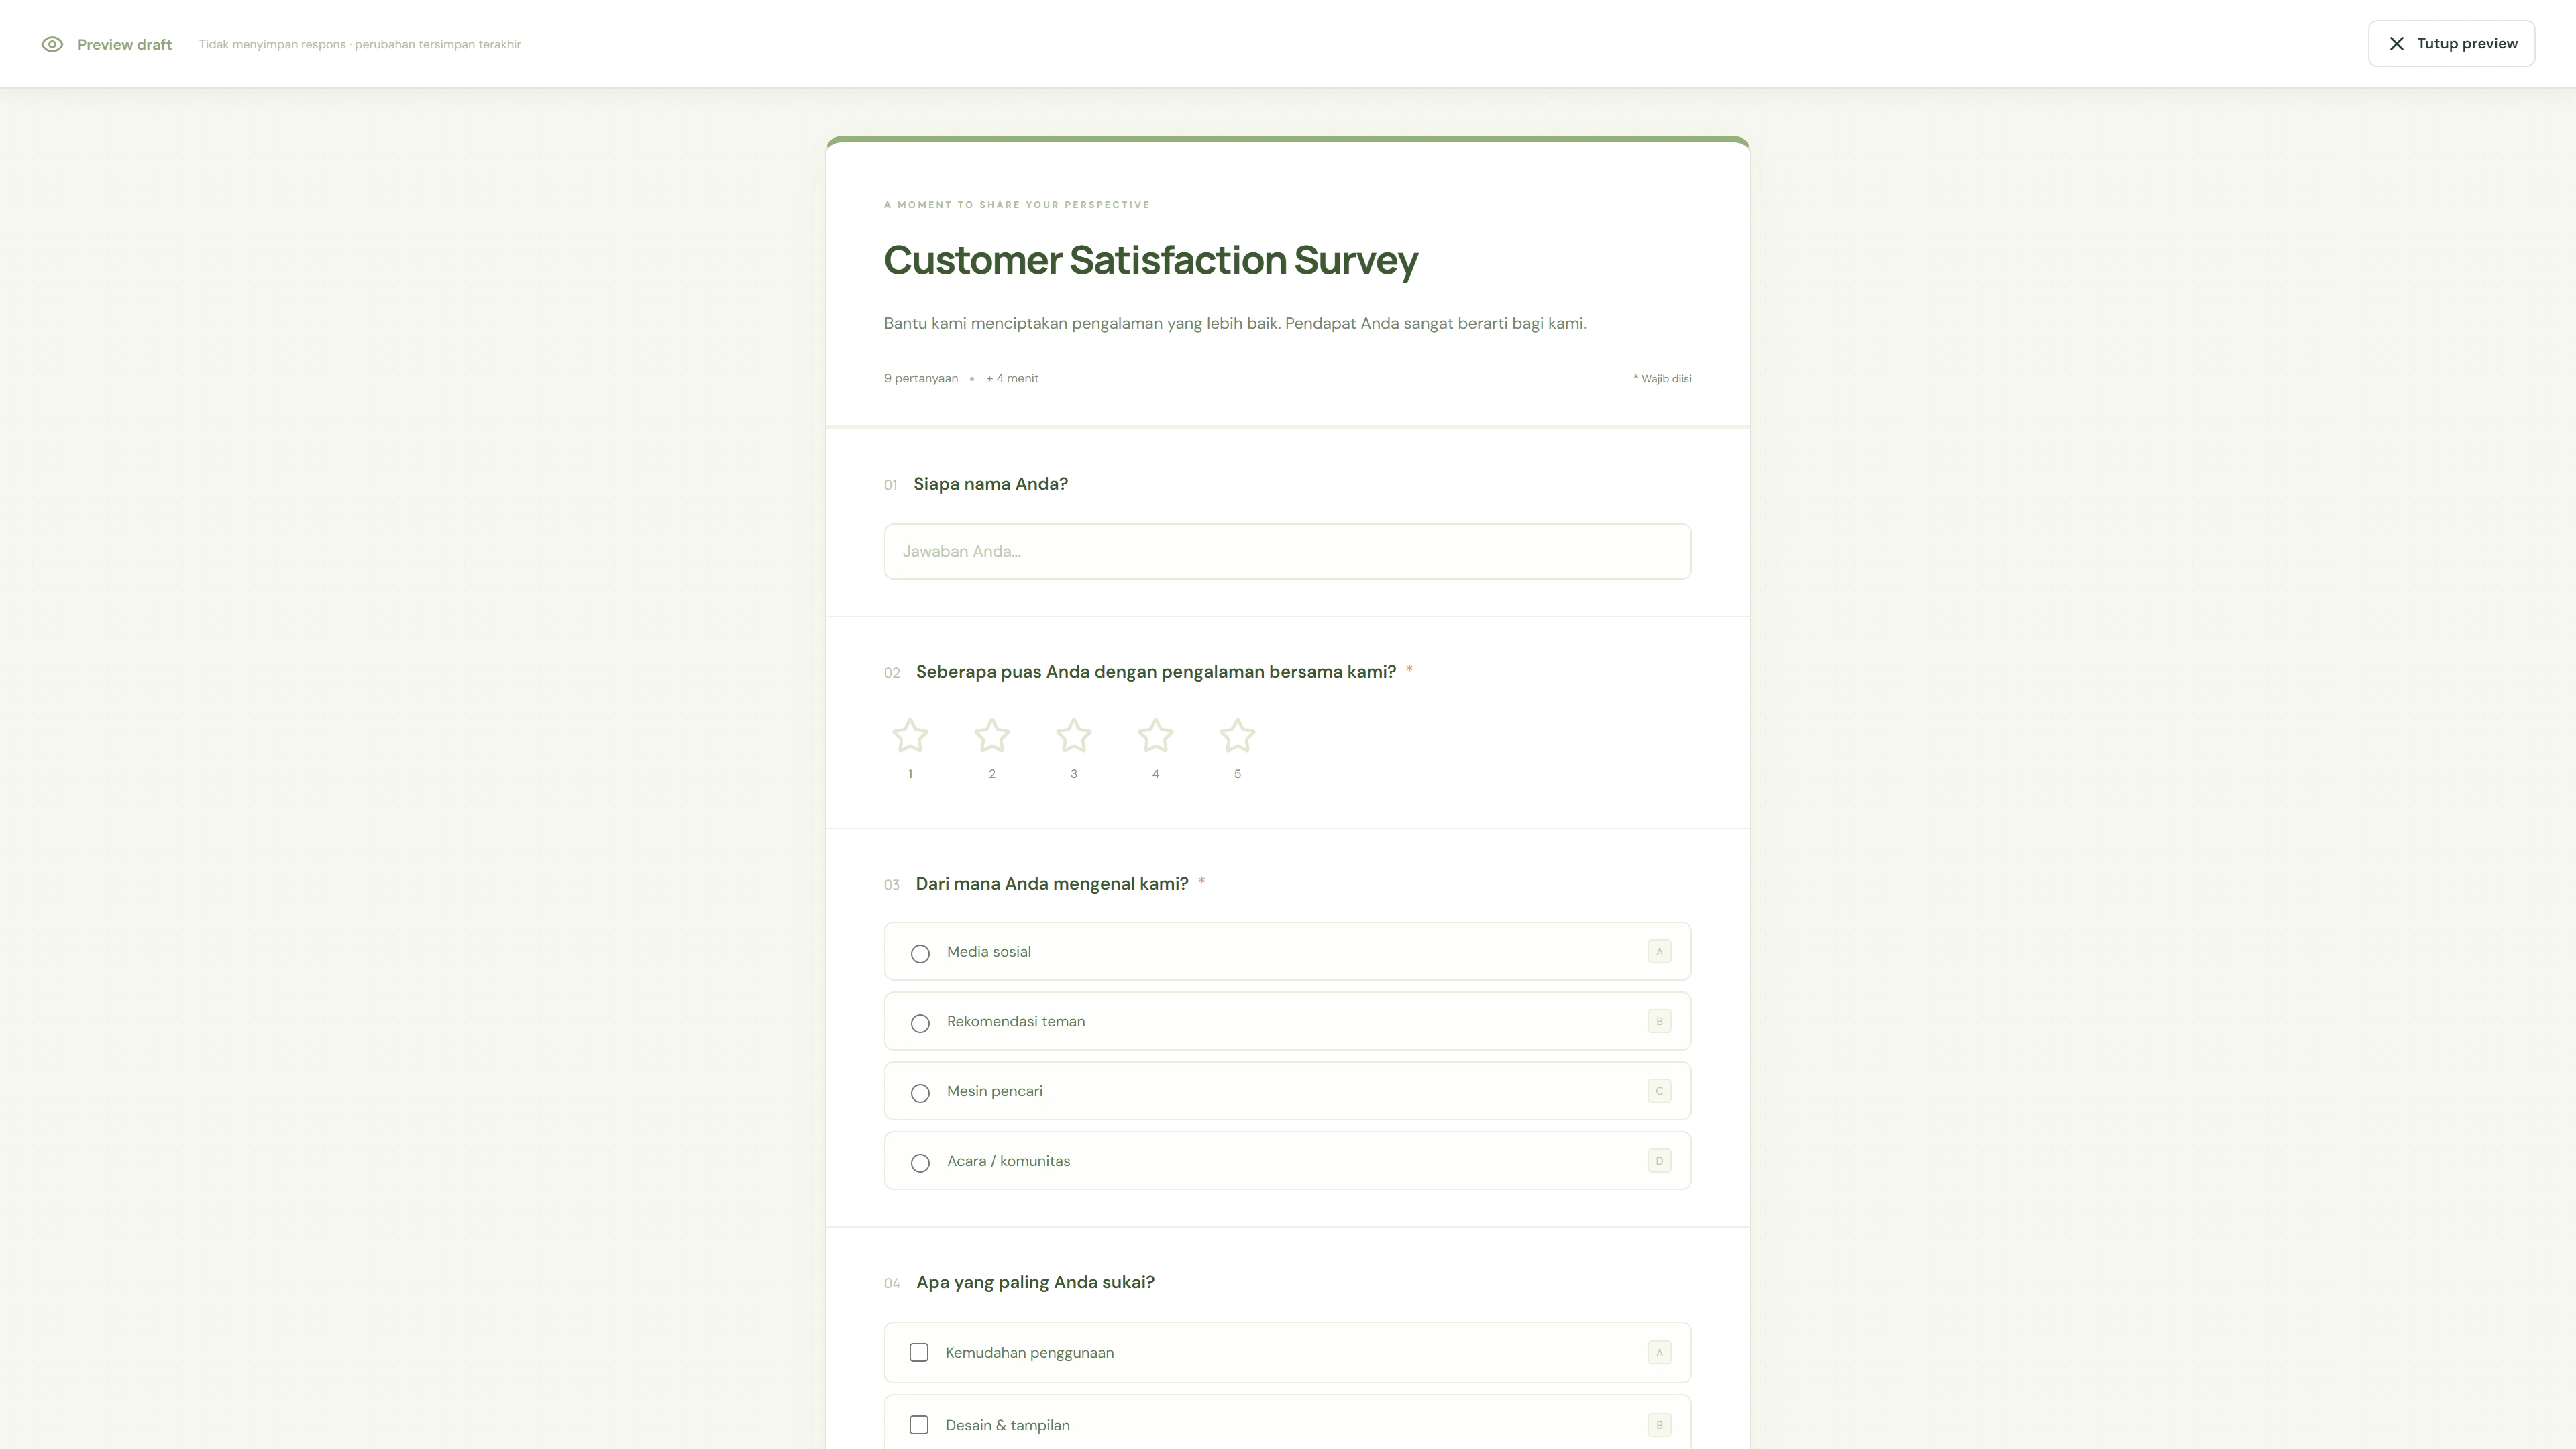 Preview draft
Tidak menyimpan respons · perubahan tersimpan terakhir
Tutup preview
A MOMENT TO SHARE YOUR PERSPECTIVE
Customer Satisfaction Survey
Bantu kami menciptakan pengalaman yang lebih baik. Pendapat Anda sangat berarti bagi kami.
9 pertanyaan • ± 4 menit
* Wajib diisi
01 Siapa nama Anda?
Jawaban Anda...
02 Seberapa puas Anda dengan pengalaman bersama kami? *
1 2 3 4 5
03 Dari mana Anda mengenal kami? *
Media sosial A
Rekomendasi teman B
Mesin pencari C
Acara / komunitas D
04 Apa yang paling Anda sukai?
Kemudahan penggunaan A
Desain & tampilan B